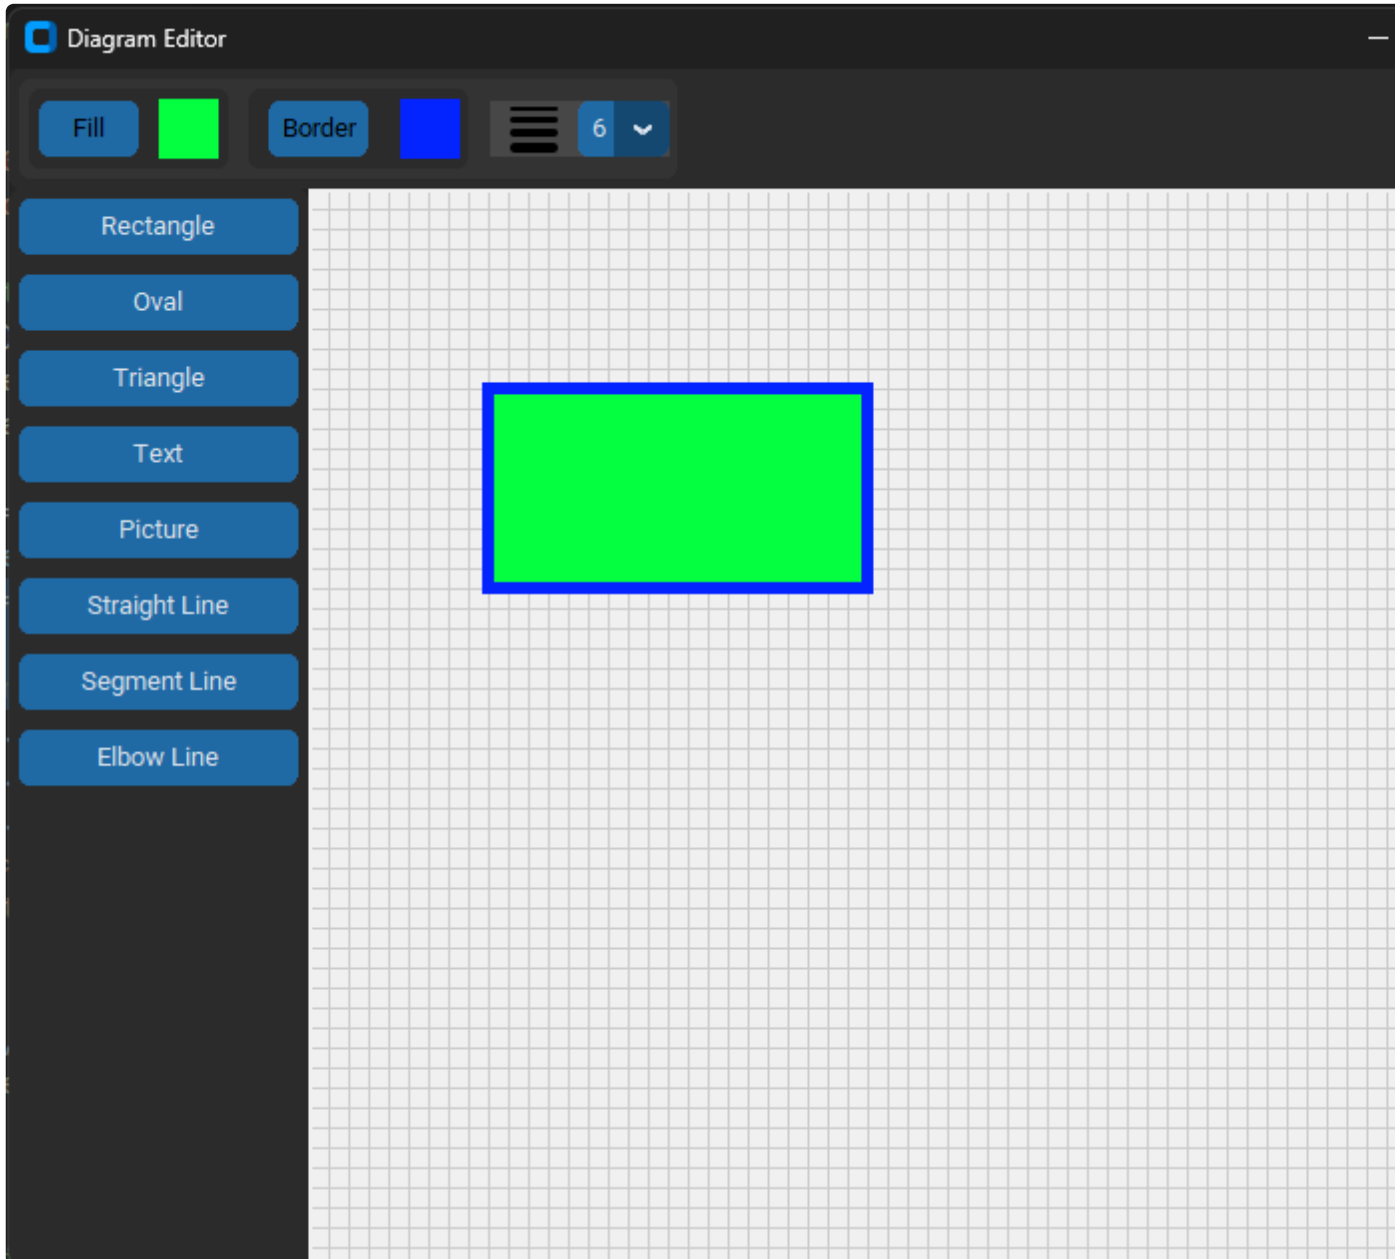 Diagram Editor
Fill
Border
6
Rectangle
Oval
Triangle
Text
Picture
Straight Line
Segment Line
Elbow Line